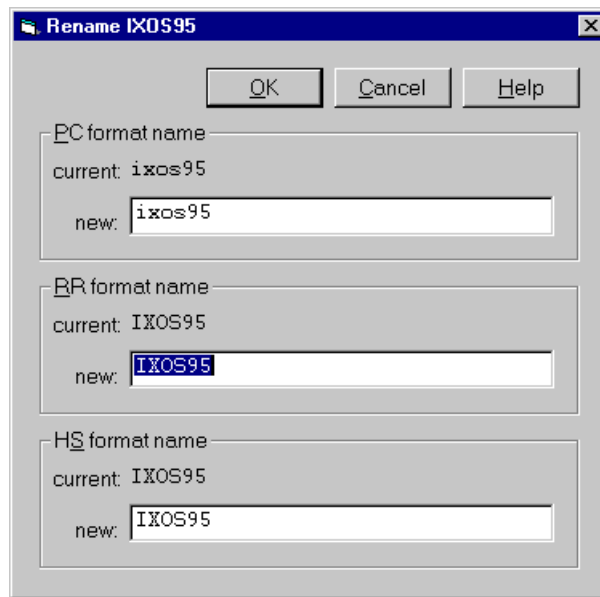 Rename IXOS95
OK Cancel Help
PC format name
current: ixos95
new: ixos95
RR format name
current: IXOS95
new: IXOS95
HS format name
current: IXOS95
new: IXOS95